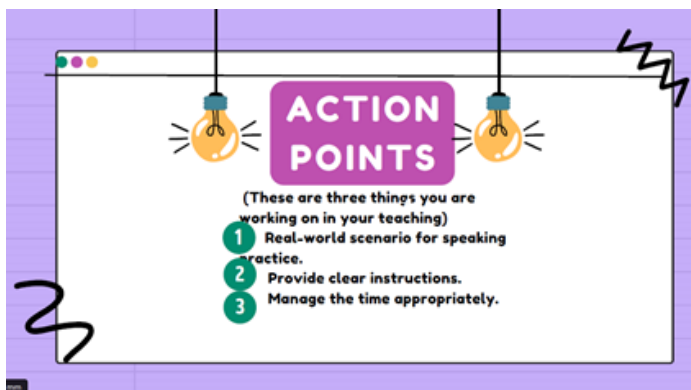 ACTION
POINTS
(These are three things you are
working on in your teaching)
1 Real-world scenario for speaking
practice.
2 Provide clear instructions.
3 Manage the time appropriately.